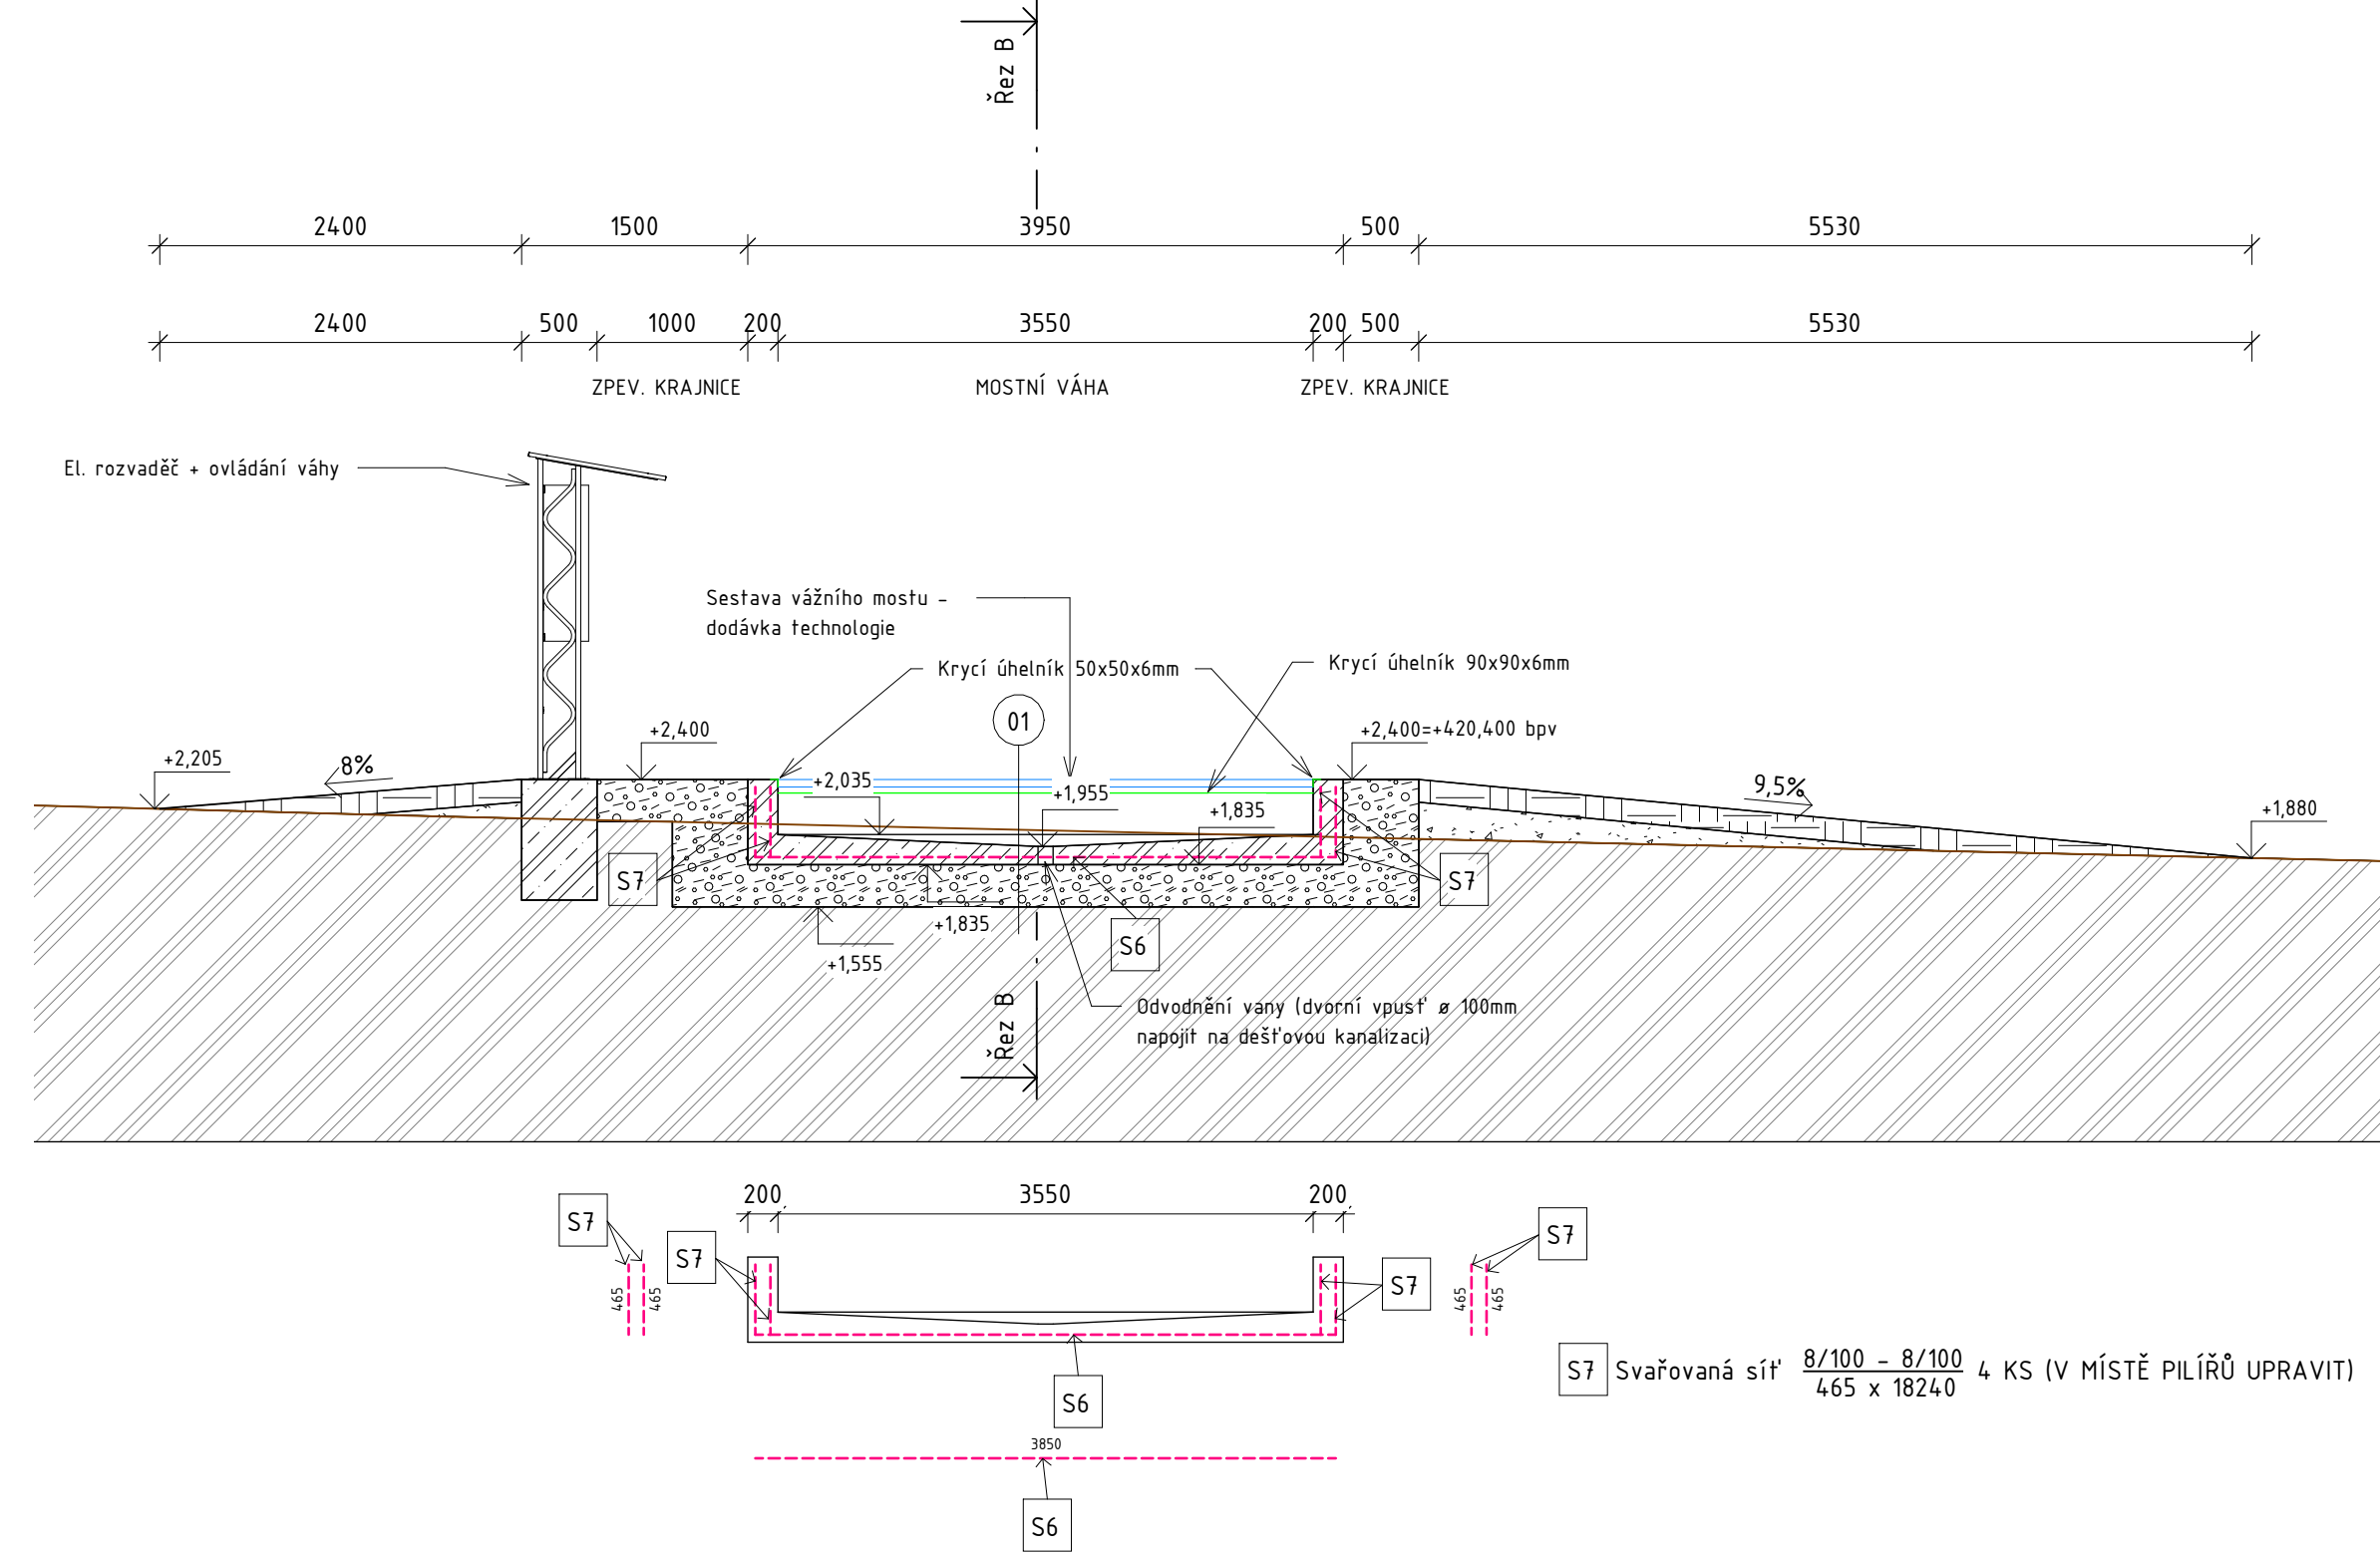 Řez B
2400 1500 3950 500 5530
2400 500 1000 200 3550 200 500 5530
ZPEV. KRAJNICE MOSTNÍ VÁHA ZPEV. KRAJNICE
El. rozvaděč + ovládání váhy
Sestava vážního mostu -
dodávka technologie
Krycí úhelník 50x50x6mm
Krycí úhelník 90x90x6mm
01
+2,400
+2,400=+420,400 bpv
+2,205
8%
+2,035
+1,955
+1,835
9,5%
+1,880
S7
S7
+1,835
+1,555
S6
Řez B
Odvodnění vany (dvorní vpusť ø 100mm
napojit na dešťovou kanalizaci)
200 3550 200
S7
S7
S7
S7
465
465
465
465
S6
S7 Svařovaná síť 8/100 - 8/100 4 KS (V MÍSTĚ PILÍŘŮ UPRAVIT)
465 x 18240
3850
S6